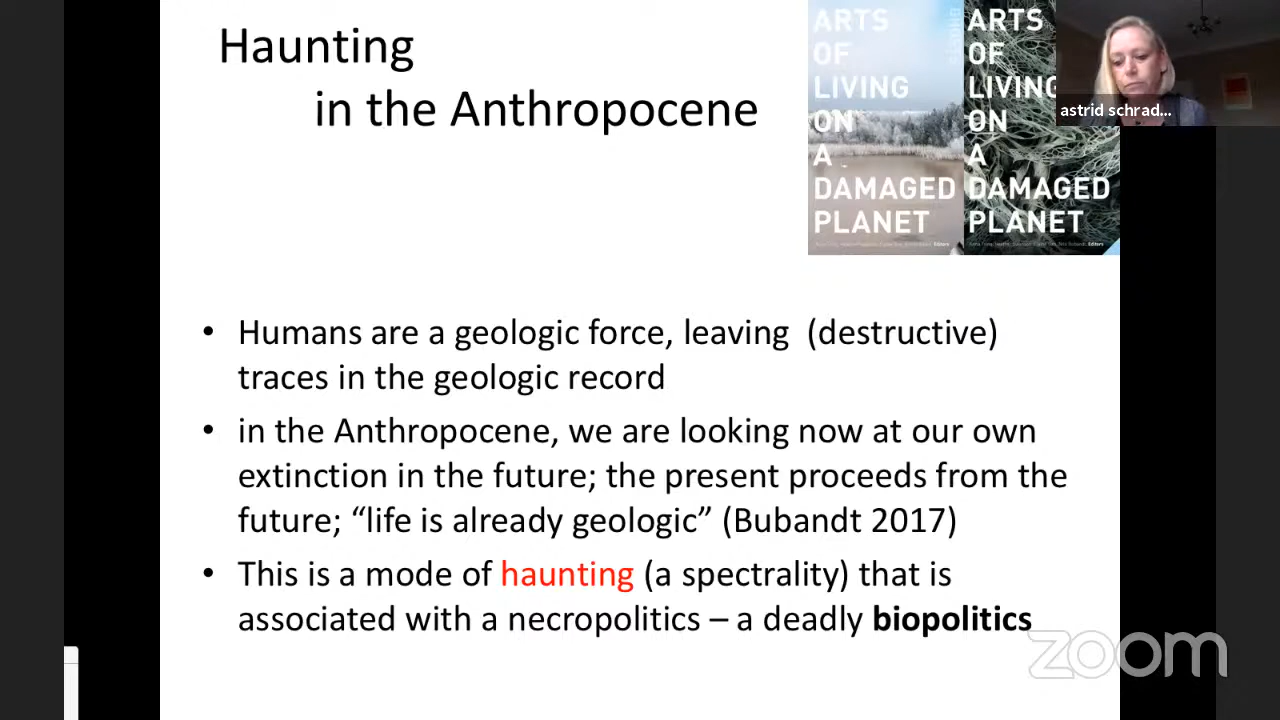 Haunting
in the Anthropocene
ARTS
OF
LIVING
ON
A
DAMAGED
PLANET
Editors
ARTS
OF
LIVING
ON
A
DAMAGED
PLANET
Editors
astrid schrad...
• Humans are a geologic force, leaving (destructive)
traces in the geologic record
• in the Anthropocene, we are looking now at our own
extinction in the future; the present proceeds from the
future; “life is already geologic” (Bubandt 2017)
• This is a mode of haunting (a spectrality) that is
associated with a necropolitics – a deadly biopolitics
zoom